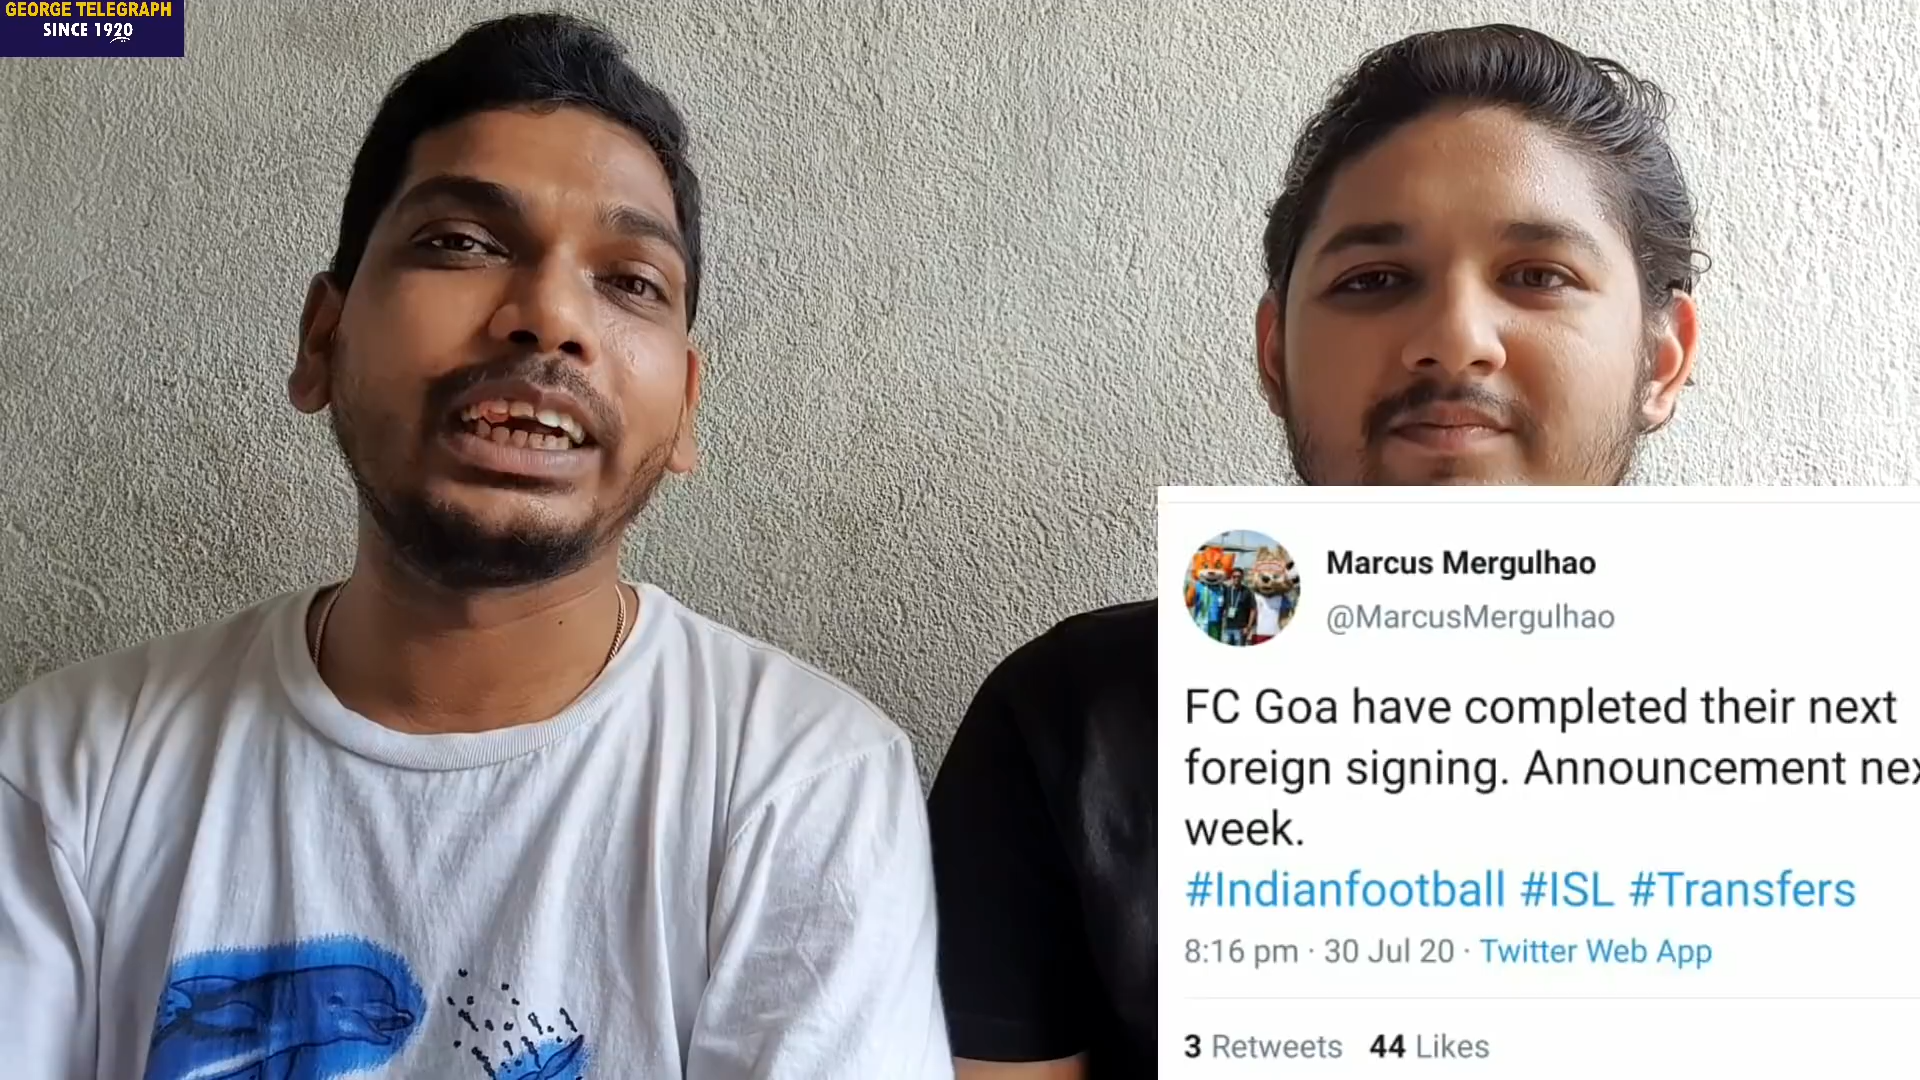 GEORGE TELEGRAPH
SINCE 1920
Marcus Mergulhao
@MarcusMergulhao
FC Goa have completed their next
foreign signing. Announcement nex
week.
#Indianfootball #ISL #Transfers
8:16 pm · 30 Jul 20 · Twitter Web App
3 Retweets 44 Likes